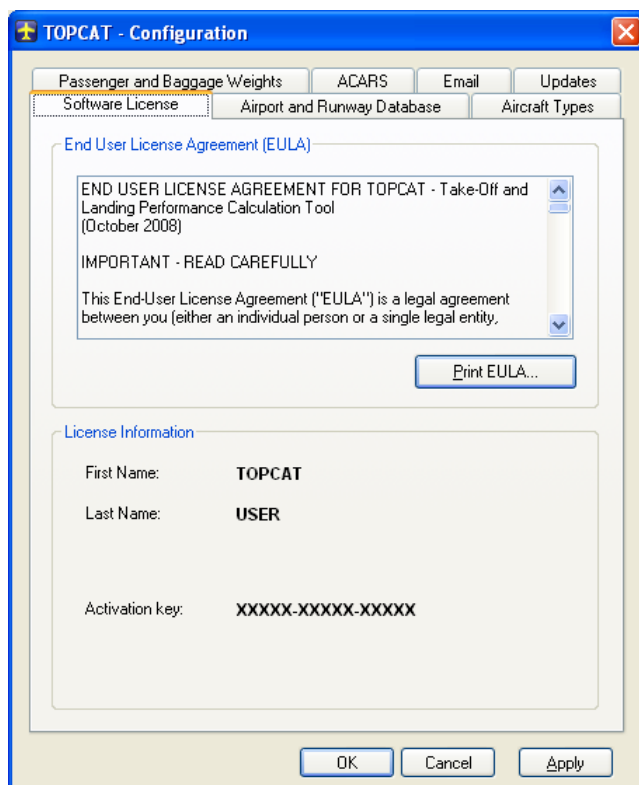 TOPCAT - Configuration
Passenger and Baggage Weights
ACARS
Email
Updates
Software License
Airport and Runway Database
Aircraft Types
End User License Agreement (EULA)
END USER LICENSE AGREEMENT FOR TOPCAT - Take-Off and
Landing Performance Calculation Tool
(October 2008)
IMPORTANT - READ CAREFULLY
This End-User License Agreement ("EULA") is a legal agreement
between you (either an individual person or a single legal entity,
Print EULA...
License Information
First Name: TOPCAT
Last Name: USER
Activation key: XXXXX-XXXXX-XXXXX
OK
Cancel
Apply